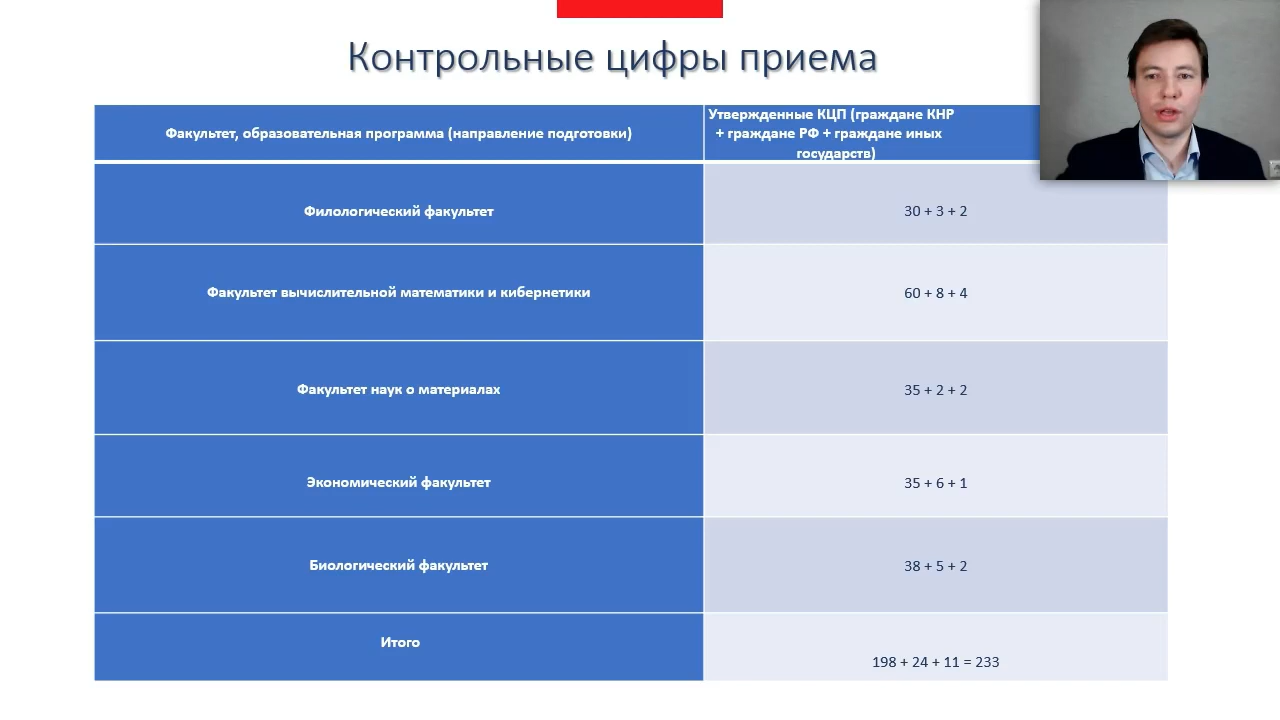 Контрольные цифры приема
Факультет, образовательная программа (направление подготовки)
Утвержденные КЦП (граждане КНР
+ граждане РФ + граждане иных
государств)
Филологический факультет
30 + 3 + 2
Факультет вычислительной математики и кибернетики
60 + 8 + 4
Факультет наук о материалах
35 + 2 + 2
Экономический факультет
35 + 6 + 1
Биологический факультет
38 + 5 + 2
Итого
198 + 24 + 11 = 233